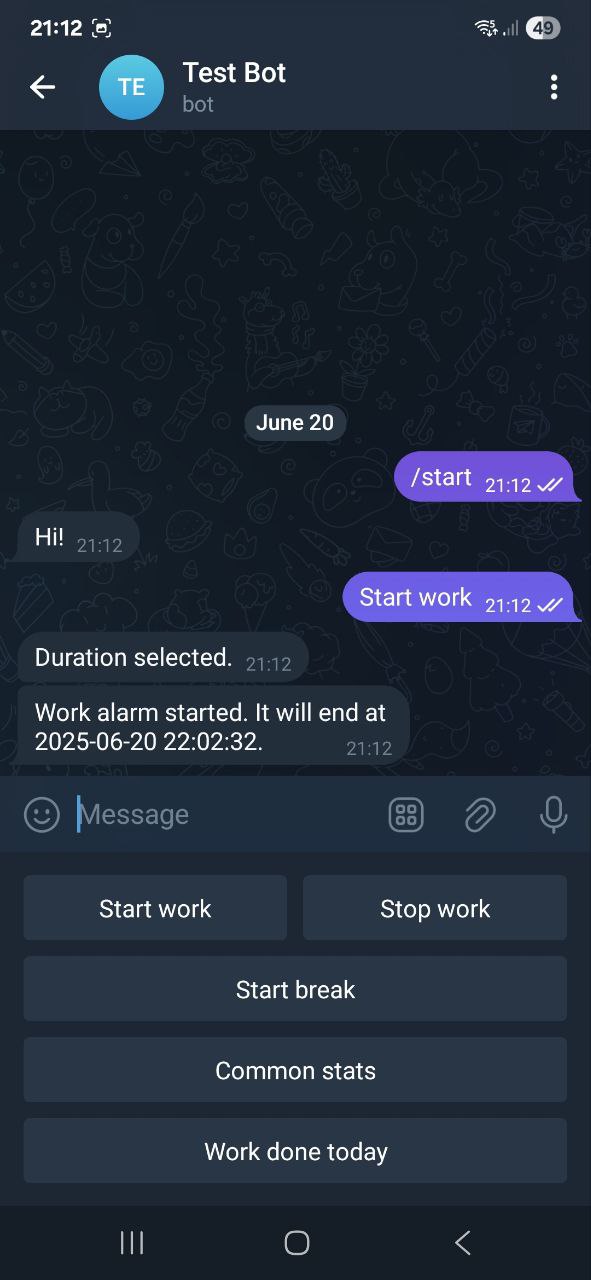 21:12
49
TE
Test Bot
bot
June 20
/start 21:12
Hi! 21:12
Start work 21:12
Duration selected. 21:12
Work alarm started. It will end at
2025-06-20 22:02:32. 21:12
Message
Start work
Stop work
Start break
Common stats
Work done today